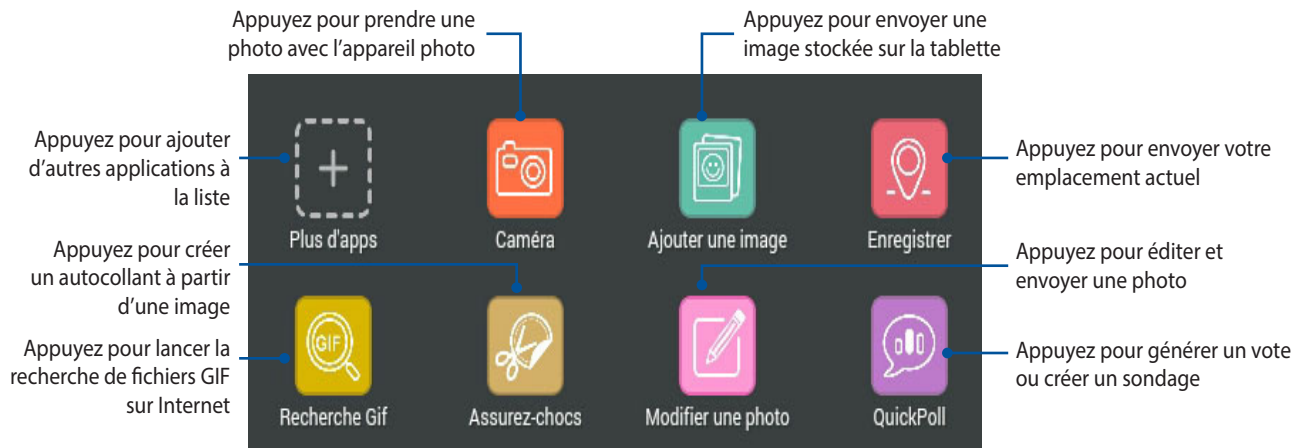 Appuyez pour prendre une
photo avec l'appareil photo
Appuyez pour envoyer une
image stockée sur la tablette
Appuyez pour ajouter
d'autres applications à
la liste
Plus d'apps
Caméra
Ajouter une image
Enregistrer
Appuyez pour envoyer votre
emplacement actuel
Appuyez pour créer
un autocollant à partir
d'une image
Appuyez pour éditer et
envoyer une photo
Appuyez pour lancer la
recherche de fichiers GIF
sur Internet
GIF
Recherche Gif
Assurez-chocs
Modifier une photo
QuickPoll
Appuyez pour générer un vote
ou créer un sondage